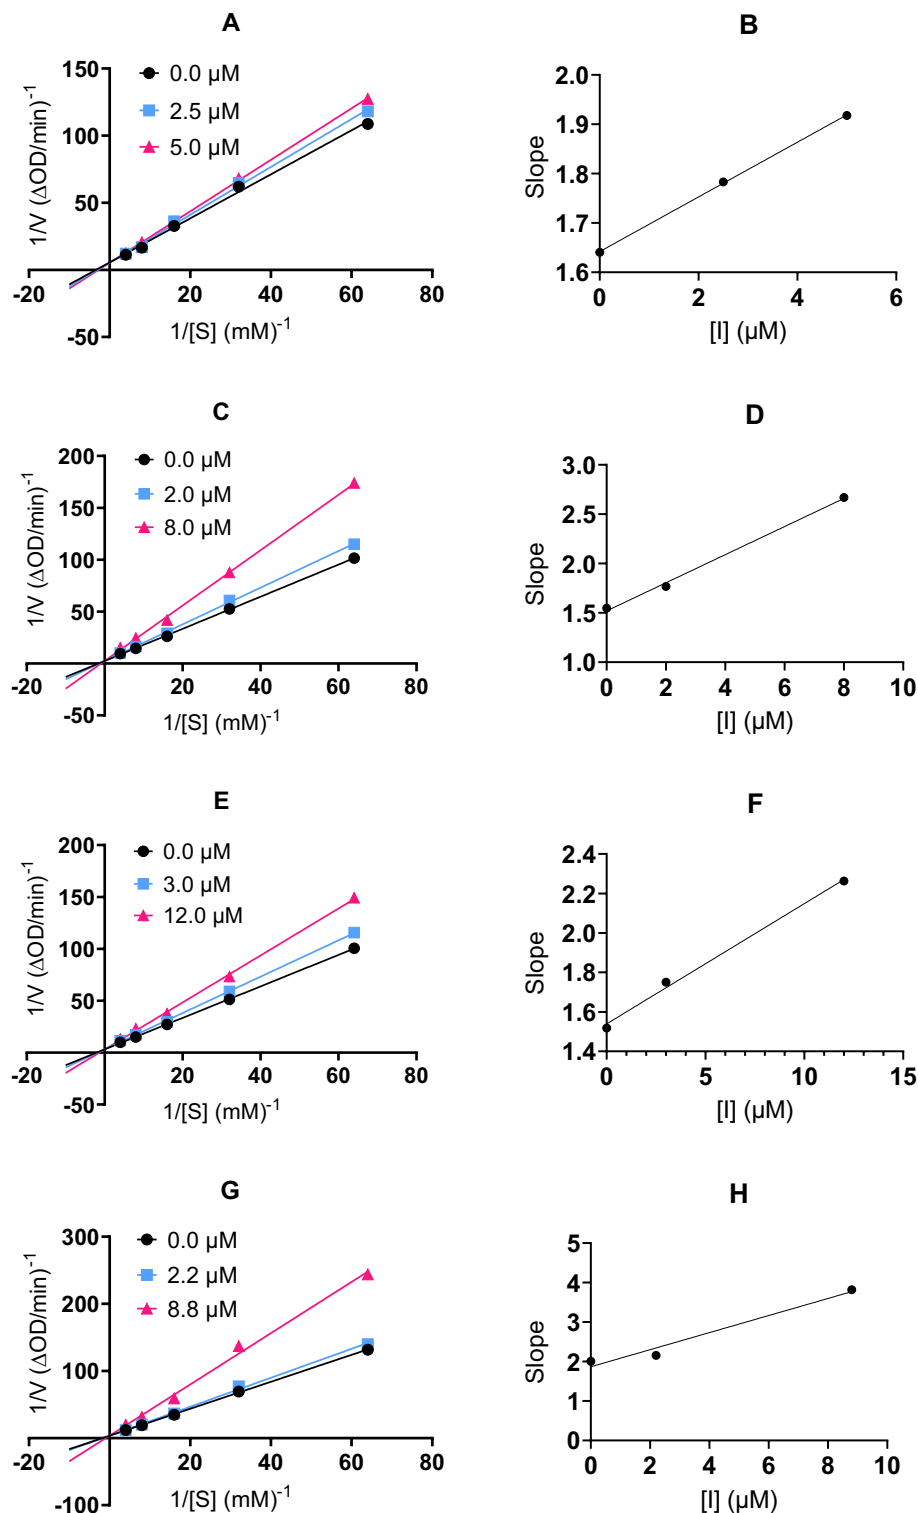 A
150
100
50
-20
20
40
60
80
-50
0.0 µM
2.5 µM
5.0 µM
1/V (ΔOD/min)-1
1/[S] (mM)-1
B
2.0
1.9
1.8
1.7
1.6
0
2
4
6
Slope
[I] (µM)
C
200
150
100
50
-20
20
40
60
80
-50
0.0 µM
2.0 µM
8.0 µM
1/V (ΔOD/min)-1
1/[S] (mM)-1
D
3.0
2.5
2.0
1.5
1.0
0
2
4
6
8
10
Slope
[I] (µM)
E
200
150
100
50
-20
20
40
60
80
-50
0.0 µM
3.0 µM
12.0 µM
1/V (ΔOD/min)-1
1/[S] (mM)-1
F
2.4
2.2
2.0
1.8
1.6
1.4
0
5
10
15
Slope
[I] (µM)
G
300
200
100
-20
20
40
60
80
-100
0.0 µM
2.2 µM
8.8 µM
1/V (ΔOD/min)-1
1/[S] (mM)-1
H
5
4
3
2
1
0
0
2
4
6
8
10
Slope
[I] (µM)